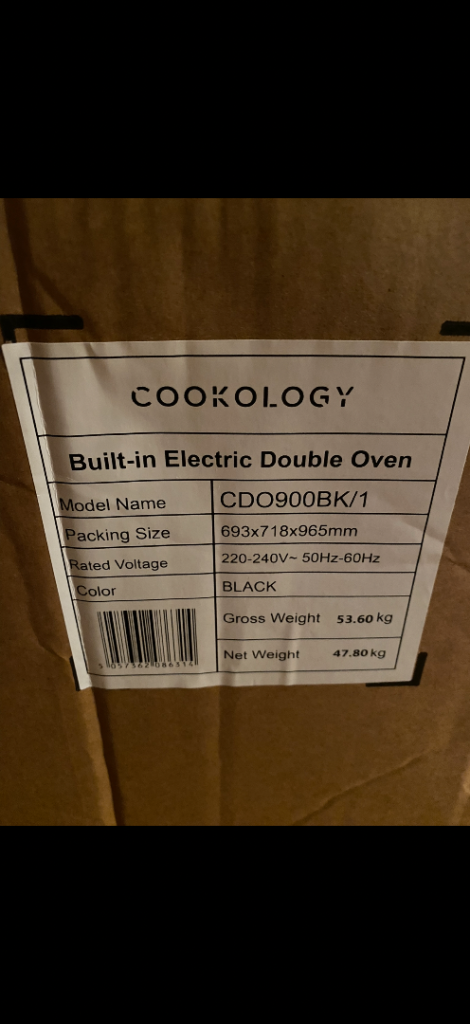 COOKOLOGY
Built-in Electric Double Oven
Model Name CDO900BK/1
Packing Size 693x718x965mm
Rated Voltage 220-240V~ 50Hz-60Hz
Color BLACK
Gross Weight 53.60 kg
Net Weight 47.80 kg